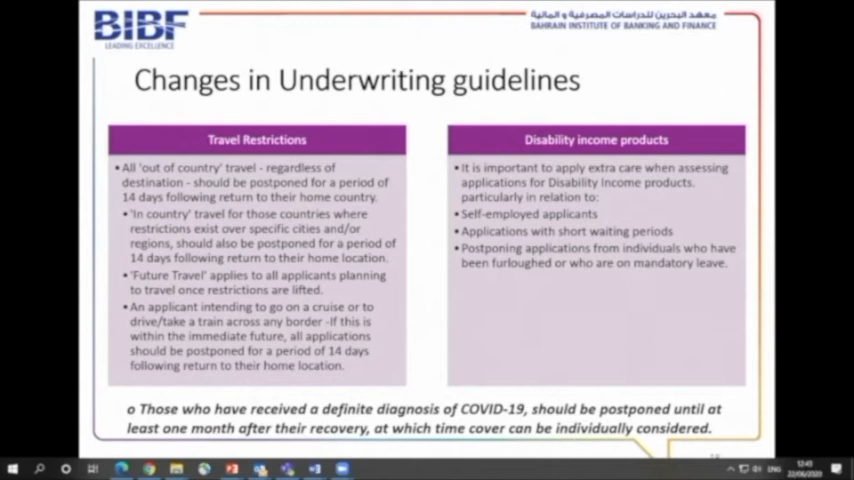 BIBF
LEADING EXCELLENCE
معهد البحرين للدراسات المصرفية و المالية
BAHRAIN INSTITUTE OF BANKING AND FINANCE
Changes in Underwriting guidelines
Travel Restrictions
• All 'out of country' travel - regardless of
destination - should be postponed for a period of
14 days following return to their home country.
• 'In country' travel for those countries where
restrictions exist over specific cities and/or
regions, should also be postponed for a period of
14 days following return to their home location.
• 'Future Travel' applies to all applicants planning
to travel once restrictions are lifted.
• An applicant intending to go on a cruise or to
drive/take a train across any border -If this is
within the immediate future, all applications
should be postponed for a period of 14 days
following return to their home location.
Disability income products
• It is important to apply extra care when assessing
applications for Disability Income products.
particularly in relation to:
• Self-employed applicants
• Applications with short waiting periods
• Postponing applications from individuals who have
been furloughed or who are on mandatory leave.
o Those who have received a definite diagnosis of COVID-19, should be postponed until at
least one month after their recovery, at which time cover can be individually considered.
ENG
12:43
22/06/2020